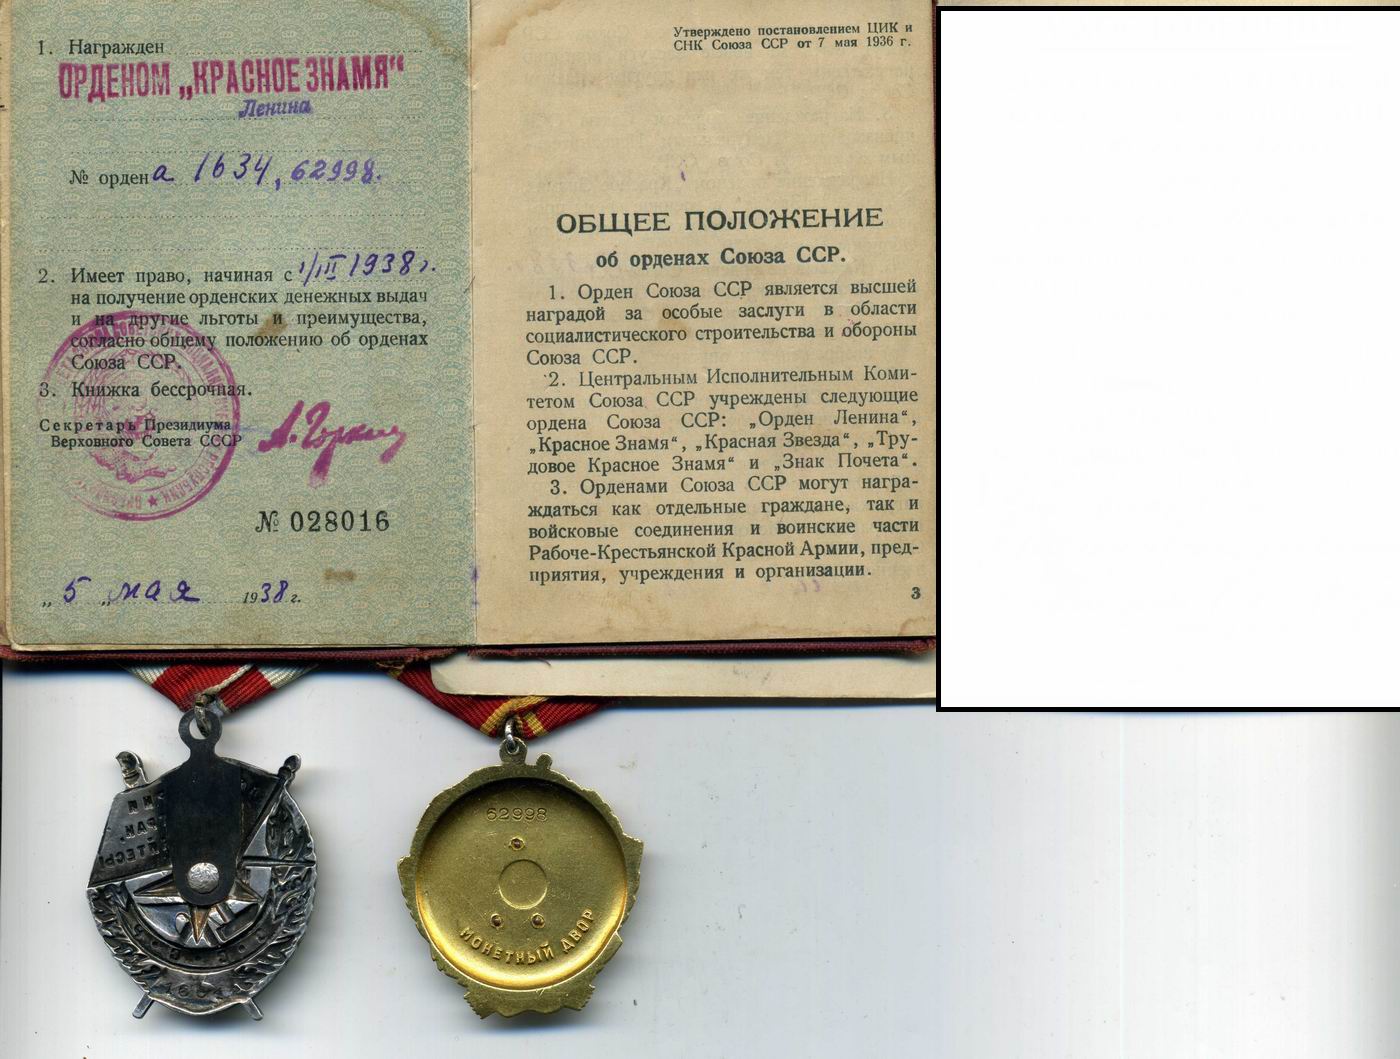 1. Награжден
ОРДЕНОМ „КРАСНОЕ ЗНАМЯ“
Ленина
№ ордена 1634, 62998.
2. Имеет право, начиная с 1/III 1938 г.
на получение орденских денежных выдач
и на другие льготы и преимущества,
согласно общему положению об орденах
Союза ССР.
3. Книжка бессрочная.
Секретарь Президиума
Верховного Совета СССР
А. Горкин
№ 028016
„5„ мая 1938 г.
Утверждено постановлением ЦИК и
СНК Союза ССР от 7 мая 1936 г.
ОБЩЕЕ ПОЛОЖЕНИЕ
об орденах Союза ССР.
1. Орден Союза ССР является высшей
наградой за особые заслуги в области
социалистического строительства и обороны
Союза ССР.
2. Центральным Исполнительным Коми-
тетом Союза ССР учреждены следующие
ордена Союза ССР: „Орден Ленина“,
„Красное Знамя“, „Красная Звезда“, „Тру-
довое Красное Знамя“ и „Знак Почета“.
3. Орденами Союза ССР могут награ-
ждаться как отдельные граждане, так и
войсковые соединения и воинские части
Рабоче-Крестьянской Красной Армии, пред-
приятия, учреждения и организации.
3
1634
62998
МОНЕТНЫЙ ДВОР